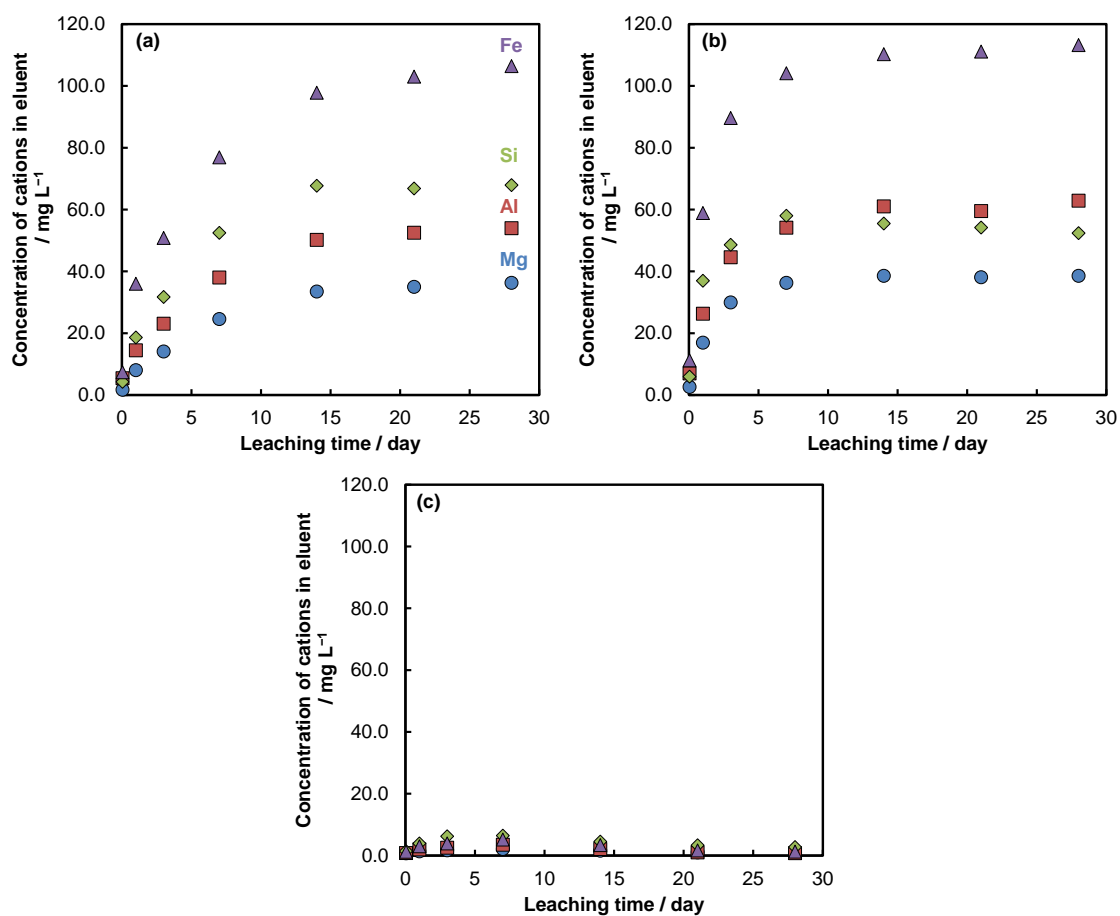 (a)
Fe
Si
Al
Mg
120.0
100.0
80.0
60.0
40.0
20.0
0.0
0 5 10 15 20 25 30
Concentration of cations in eluent
/ mg L⁻¹
Leaching time / day
(b)
120.0
100.0
80.0
60.0
40.0
20.0
0.0
0 5 10 15 20 25 30
Concentration of cations in eluent
/ mg L⁻¹
Leaching time / day
(c)
120.0
100.0
80.0
60.0
40.0
20.0
0.0
0 5 10 15 20 25 30
Concentration of cations in eluent
/ mg L⁻¹
Leaching time / day